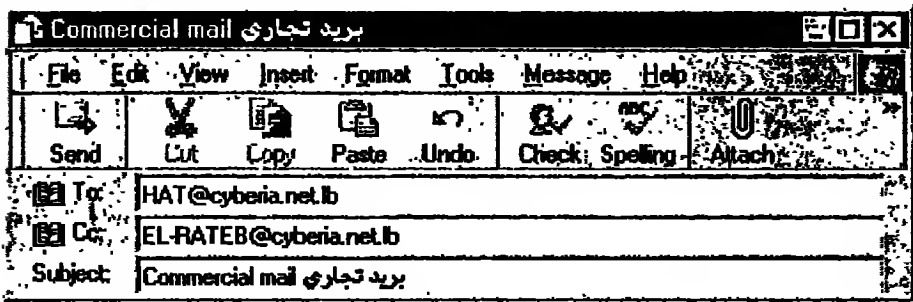 Commercial mail بريد تجاري
File Edit View Insert Format Tools Message Help
Send Cut Copy Paste Undo Check Spelling Attach
To: HAT@cyberia.net.lb
Cc: EL-RATEB@cyberia.net.lb
Subject: Commercial mail بريد تجاري